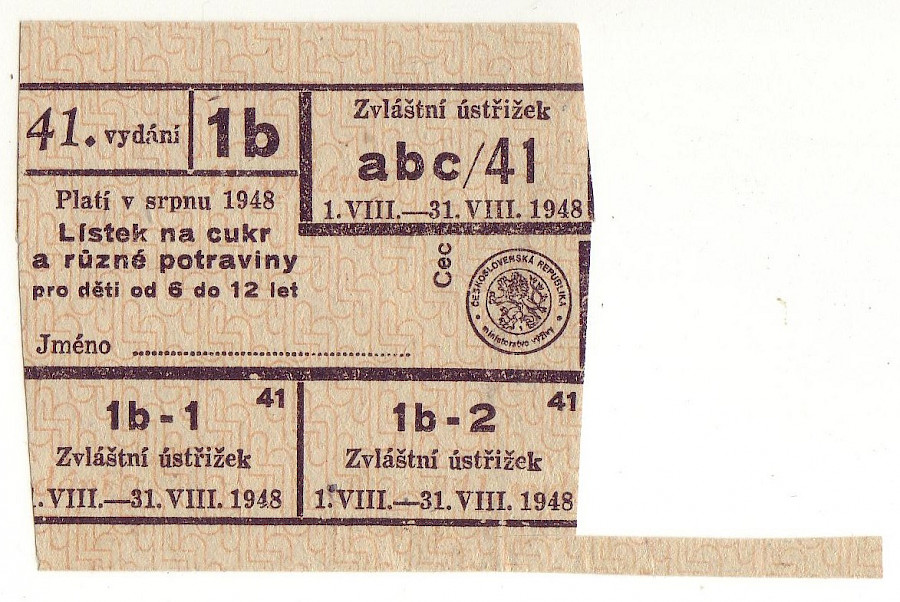 41. vydání
1b
Zvláštní ústřižek
abc/41
1. VIII.—31. VIII. 1948
Platí v srpnu 1948
Lístek na cukr
a různé potraviny
pro děti od 6 do 12 let
Cec
ČESKOSLOVENSKÁ REPUBLIKA
ministerstvo výživy
Jméno
41
1b - 1
Zvláštní ústřižek
1. VIII.—31. VIII. 1948
41
1b - 2
Zvláštní ústřižek
1. VIII.—31. VIII. 1948